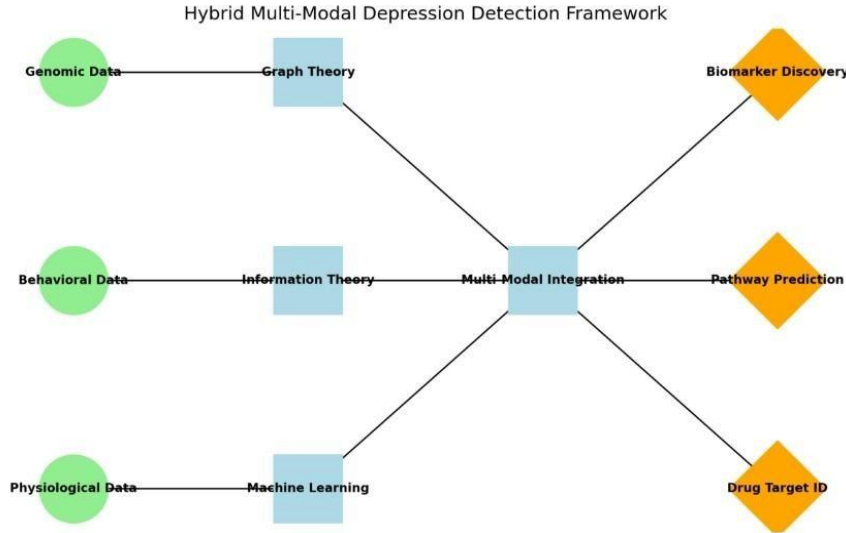 Hybrid Multi-Modal Depression Detection Framework
Genomic Data
Graph Theory
Biomarker Discovery
Behavioral Data
Information Theory
Multi-Modal Integration
Pathway Prediction
Physiological Data
Machine Learning
Drug Target ID